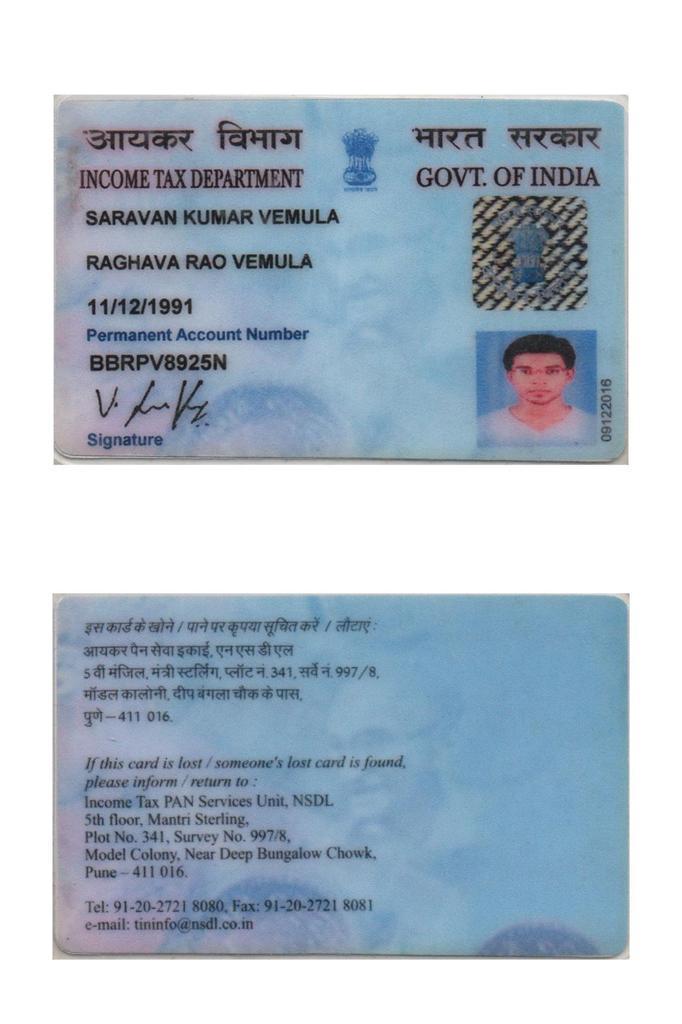 आयकर विभाग
भारत सरकार
INCOME TAX DEPARTMENT
GOVT. OF INDIA
SARAVAN KUMAR VEMULA
RAGHAVA RAO VEMULA
11/12/1991
Permanent Account Number
BBRPV8925N
Signature
09122016
इस कार्ड के खोने / पाने पर कृपया सूचित करें / लौटाएं :
आयकर पैन सेवा इकाई, एन एस डी एल
5 वीं मंजिल, मंत्री स्टर्लिंग, प्लॉट नं. 341, सर्वे नं. 997/8,
मॉडल कालोनी, दीप बंगला चौक के पास,
पुणे – 411 016.
If this card is lost / someone's lost card is found,
please inform / return to :
Income Tax PAN Services Unit, NSDL
5th floor, Mantri Sterling,
Plot No. 341, Survey No. 997/8,
Model Colony, Near Deep Bungalow Chowk,
Pune – 411 016.
Tel: 91-20-2721 8080, Fax: 91-20-2721 8081
e-mail: tininfo@nsdl.co.in